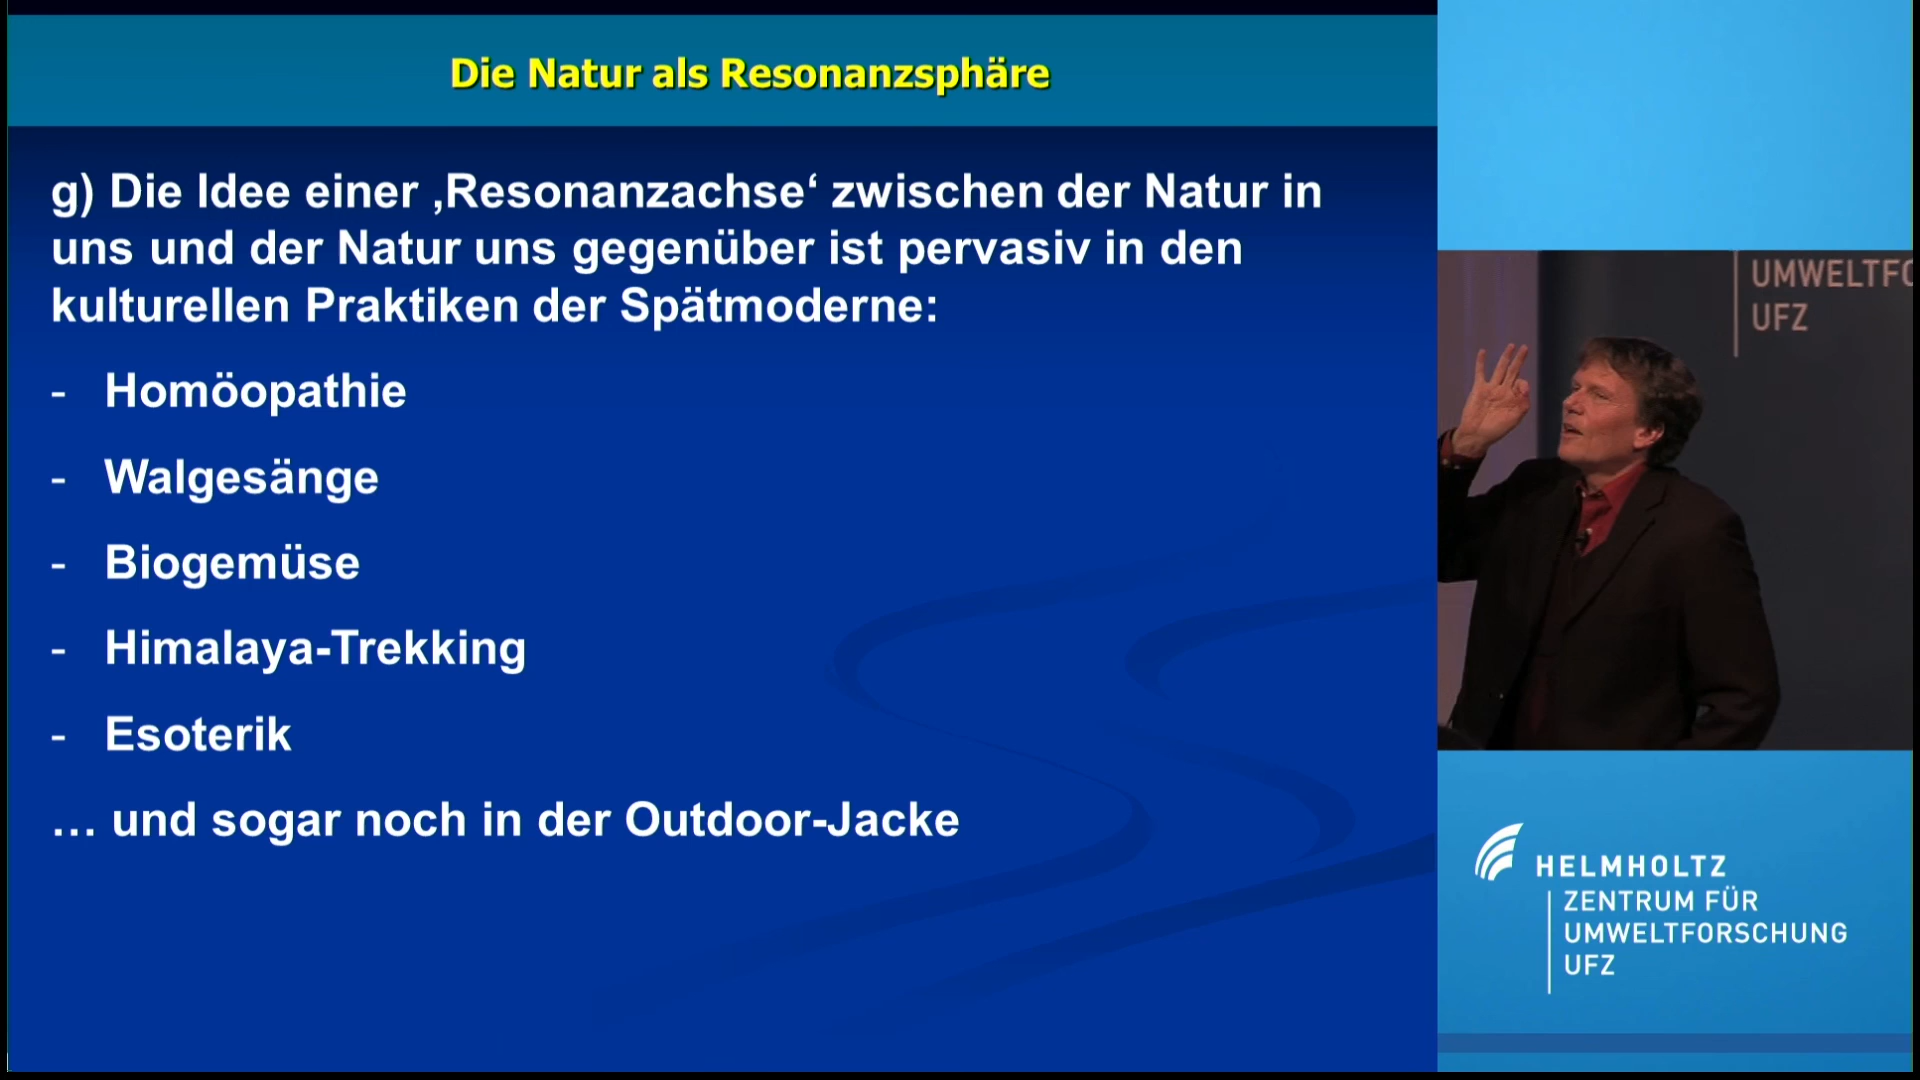 Die Natur als Resonanzsphäre
g) Die Idee einer ‚Resonanzachse‘ zwischen der Natur in
uns und der Natur uns gegenüber ist pervasiv in den
kulturellen Praktiken der Spätmoderne:
- Homöopathie
- Walgesänge
- Biogemüse
- Himalaya-Trekking
- Esoterik
… und sogar noch in der Outdoor-Jacke
UMWELTFO
UFZ
HELMHOLTZ
ZENTRUM FÜR
UMWELTFORSCHUNG
UFZ